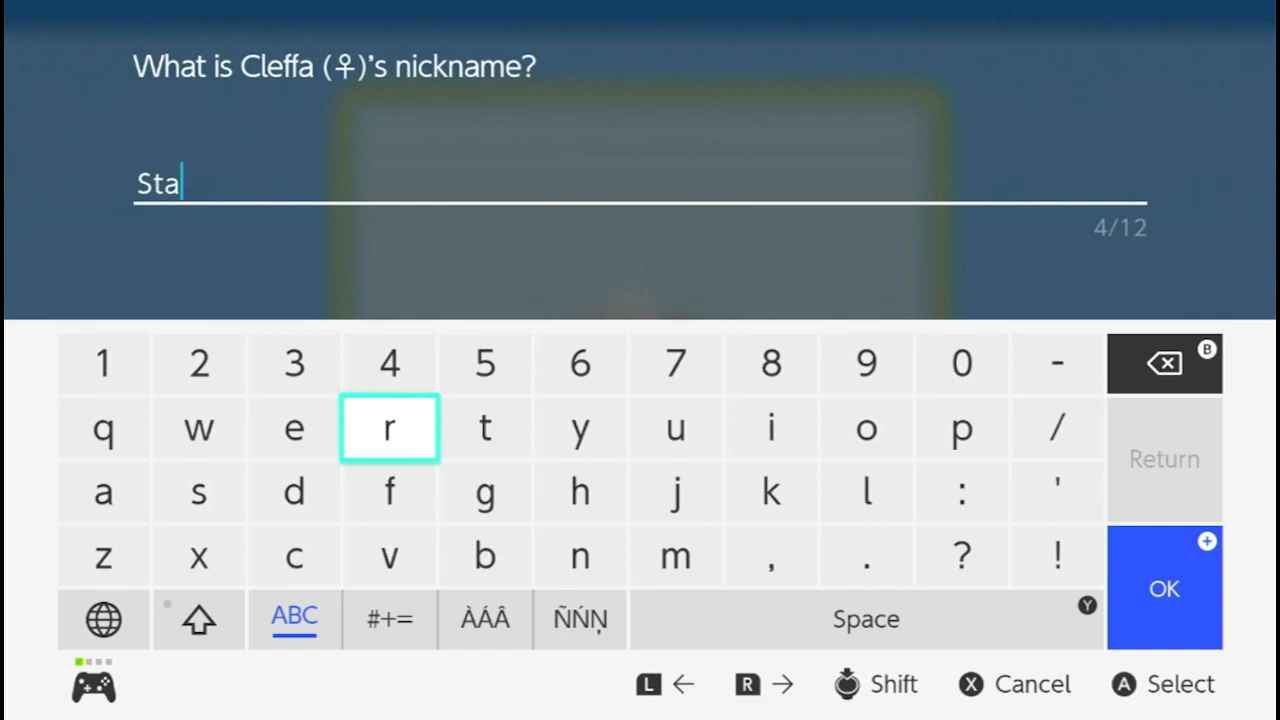 What is Cleffa (♀)'s nickname?
Sta
4/12
1 2 3 4 5 6 7 8 9 0 - B
q w e r t y u i o p /
Return
a s d f g h j k l : '
z x c v b n m , . ? ! +
OK
ABC #+= ÀÁÂ ÑŃŅ Space Y
L ← R → Shift X Cancel A Select